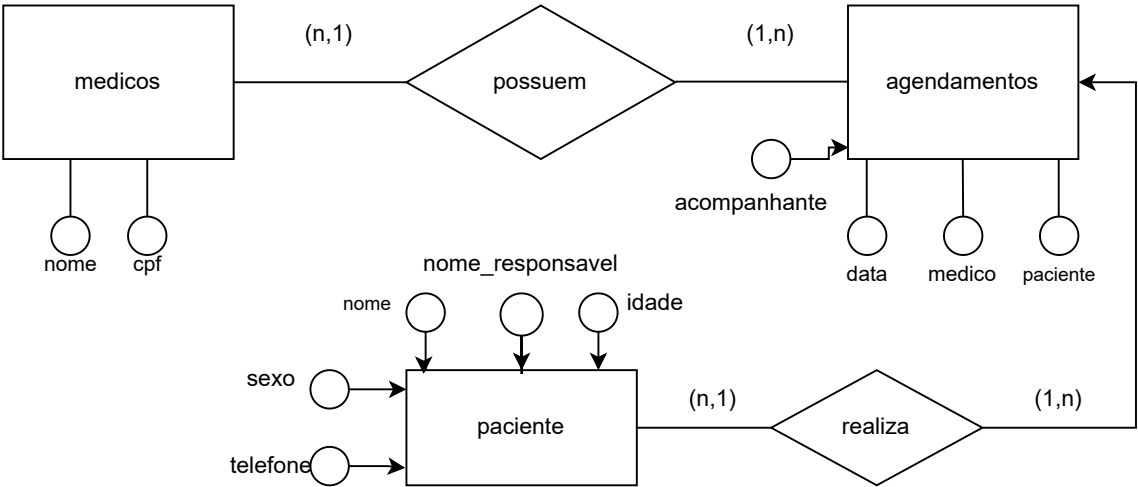 (n,1)
(1,n)
medicos
possuem
agendamentos
acompanhante
nome
cpf
data
medico
paciente
nome_responsavel
nome
idade
sexo
(n,1)
(1,n)
paciente
realiza
telefone